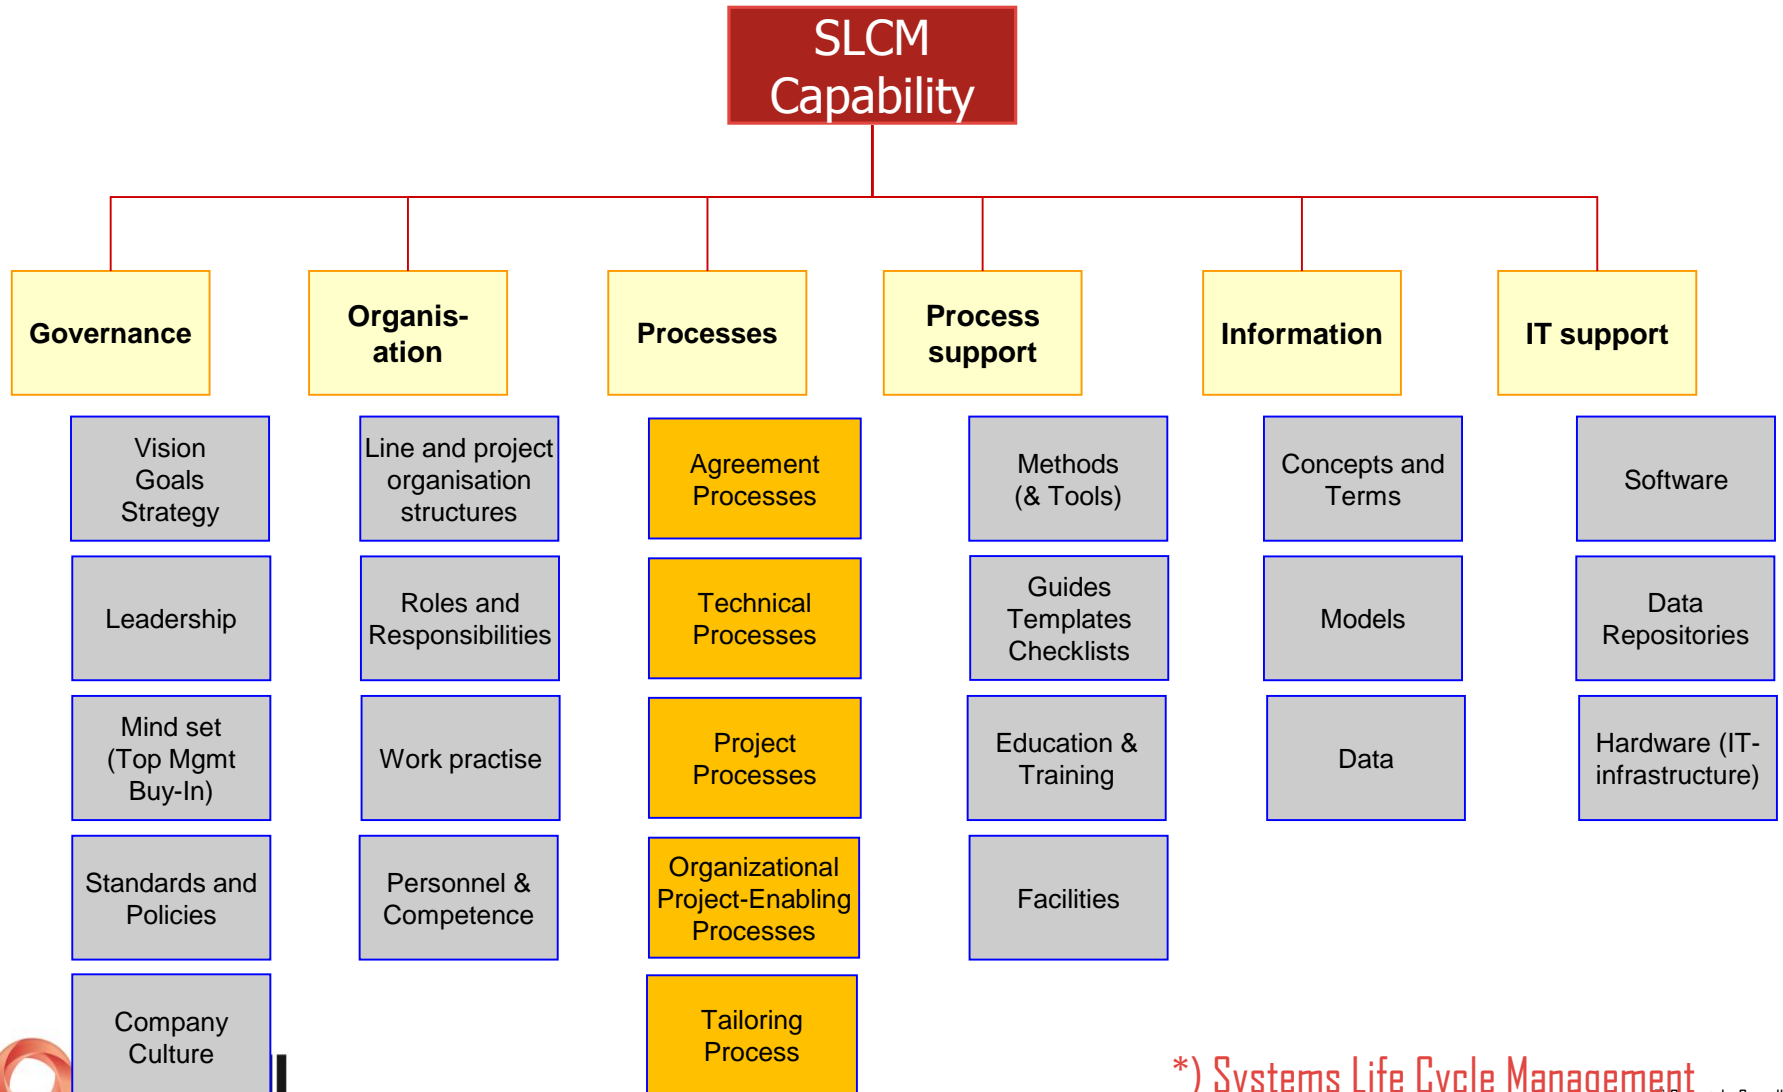 SLCM
Capability
Governance
Organis-
ation
Processes
Process
support
Information
IT support
Vision
Goals
Strategy
Leadership
Mind set
(Top Mgmt
Buy-In)
Standards and
Policies
Company
Culture
Line and project
organisation
structures
Roles and
Responsibilities
Work practise
Personnel &
Competence
Agreement
Processes
Technical
Processes
Project
Processes
Organizational
Project-Enabling
Processes
Tailoring
Process
Methods
(& Tools)
Guides
Templates
Checklists
Education &
Training
Facilities
Concepts and
Terms
Models
Data
Software
Data
Repositories
Hardware (IT-
infrastructure)
*) Systems Life Cycle Management